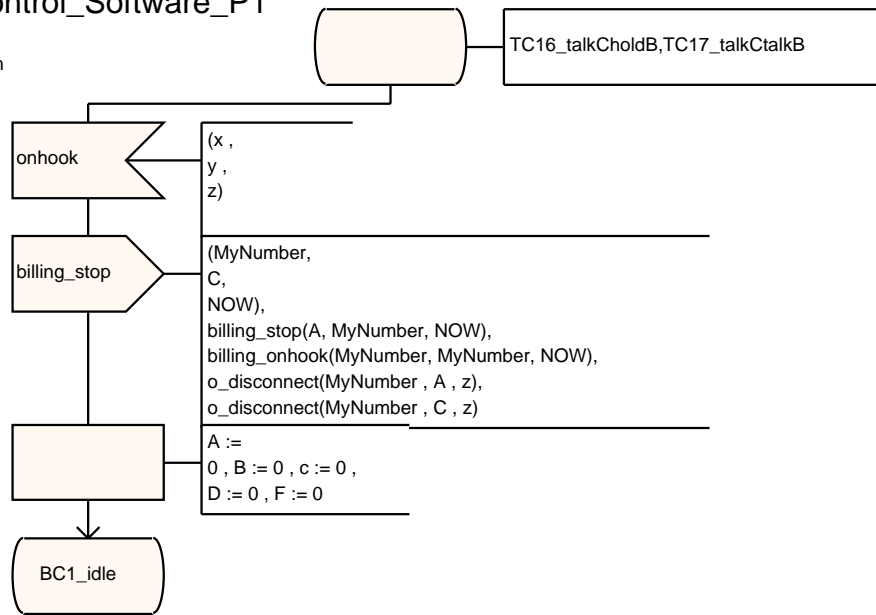 TC16_talkCholdB,TC17_talkCtalkB
onhook
(x ,
y ,
z)
billing_stop
(MyNumber,
C,
NOW),
billing_stop(A, MyNumber, NOW),
billing_onhook(MyNumber, MyNumber, NOW),
o_disconnect(MyNumber , A , z),
o_disconnect(MyNumber , C , z)
A :=
0 , B := 0 , c := 0 ,
D := 0 , F := 0
BC1_idle